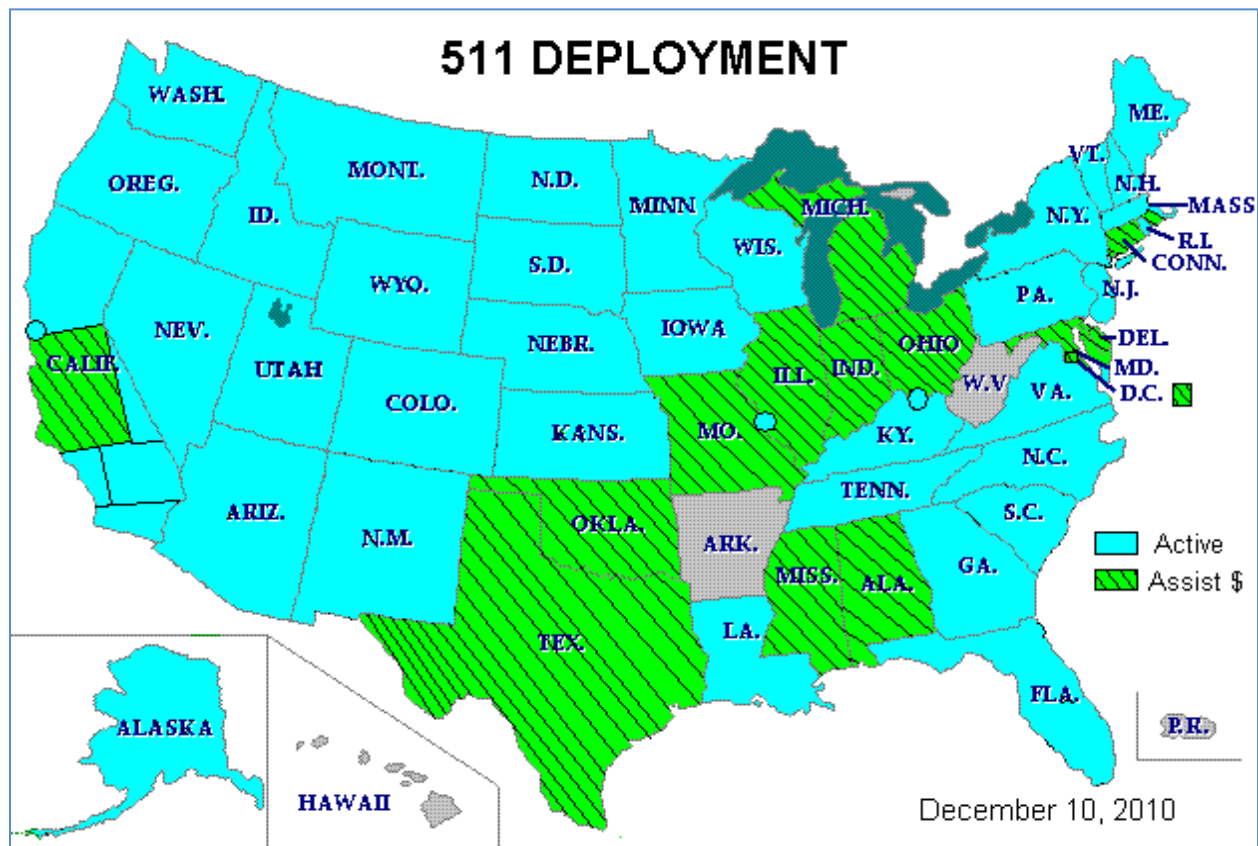 511 DEPLOYMENT
WASH.
ME.
MONT.
N.D.
VT.
OREG.
ID.
MINN
MICH.
N.H.
MASS
N.Y.
WIS.
R.I.
S.D.
CONN.
WYO.
PA.
N.J.
NEV.
NEBR.
IOWA
DEL.
CALIF.
UTAH
ILL.
IND.
OHIO
MD.
W.V
VA.
D.C.
COLO.
KANS.
MO.
KY.
N.C.
TENN.
ARIZ.
OKLA.
S.C.
N.M.
ARK.
Active
MISS.
ALA.
GA.
Assist $
LA.
TEX.
FLA.
ALASKA
P.R.
HAWAII
December 10, 2010